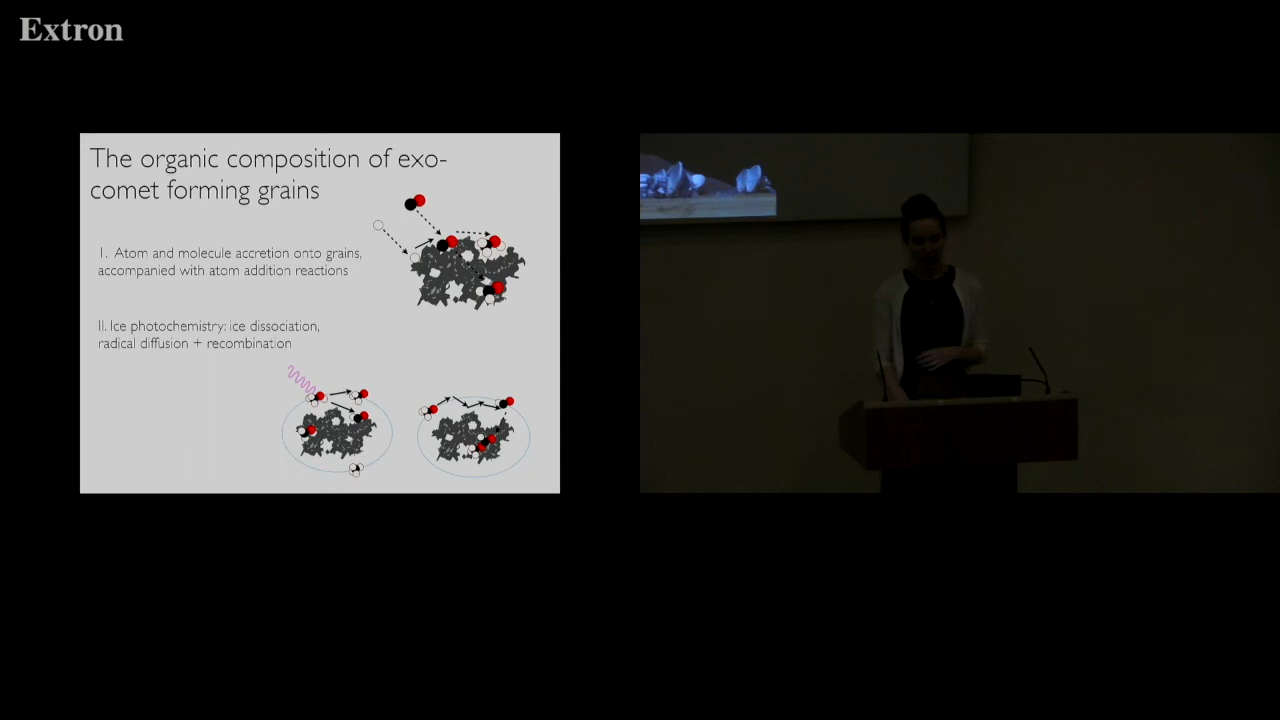 Extron
The organic composition of exo-
comet forming grains
I. Atom and molecule accretion onto grains,
accompanied with atom addition reactions
II. Ice photochemistry: ice dissociation,
radical diffusion + recombination